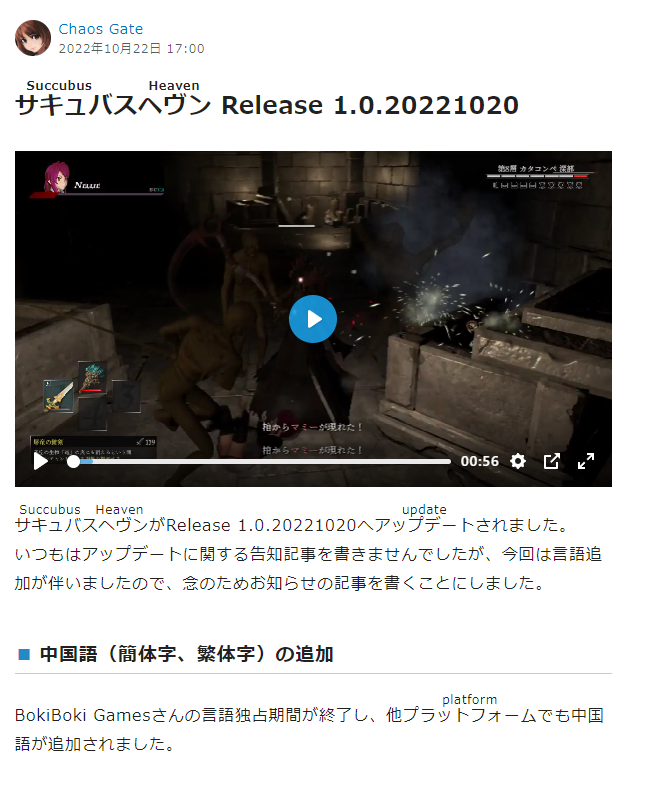 Chaos Gate
2022年10月22日 17:00
Succubus Heaven
サキュバスヘヴン Release 1.0.20221020
NELLIE
第8層 カタコンベ 深部
棺からマミーが現れた！
棺からマミーが現れた！
139
00:56
Succubus Heaven update
サキュバスヘヴンがRelease 1.0.20221020へアップデートされました。
いつもはアップデートに関する告知記事を書きませんでしたが、今回は言語追
加が伴いましたので、念のためお知らせの記事を書くことにしました。
■ 中国語（簡体字、繁体字）の追加
platform
BokiBoki Gamesさんの言語独占期間が終了し、他プラットフォームでも中国
語が追加されました。